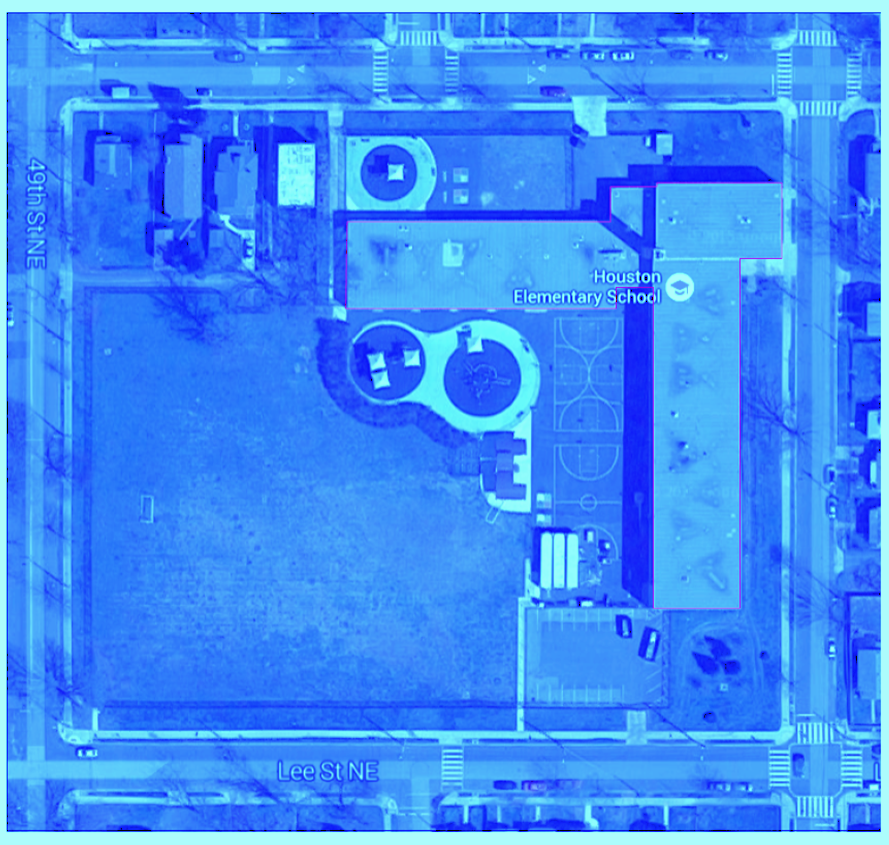 49th St NE
Houston
Elementary School
Lee St NE